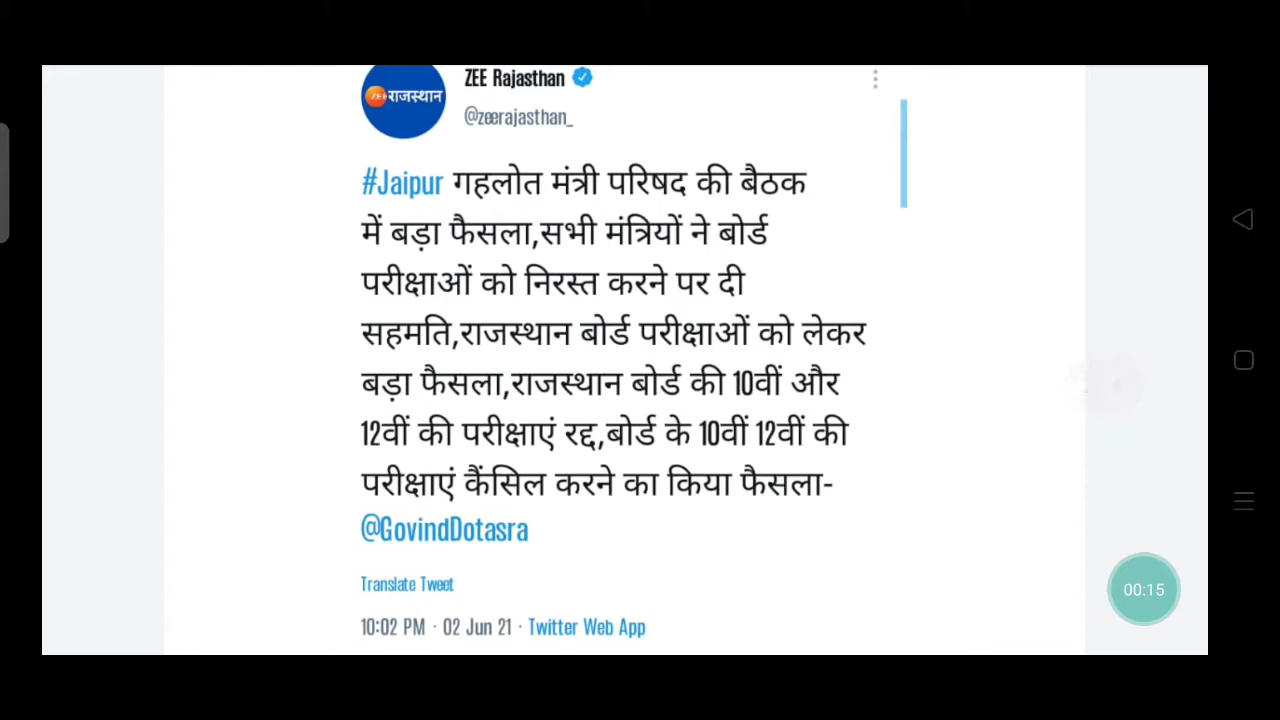 ZEE राजस्थान
ZEE Rajasthan
@zeerajasthan_
#Jaipur गहलोत मंत्री परिषद की बैठक
में बड़ा फैसला,सभी मंत्रियों ने बोर्ड
परीक्षाओं को निरस्त करने पर दी
सहमति,राजस्थान बोर्ड परीक्षाओं को लेकर
बड़ा फैसला,राजस्थान बोर्ड की 10वीं और
12वीं की परीक्षाएं रद्द,बोर्ड के 10वीं 12वीं की
परीक्षाएं कैंसिल करने का किया फैसला-
@GovindDotasra
Translate Tweet
10:02 PM · 02 Jun 21 · Twitter Web App
00:15